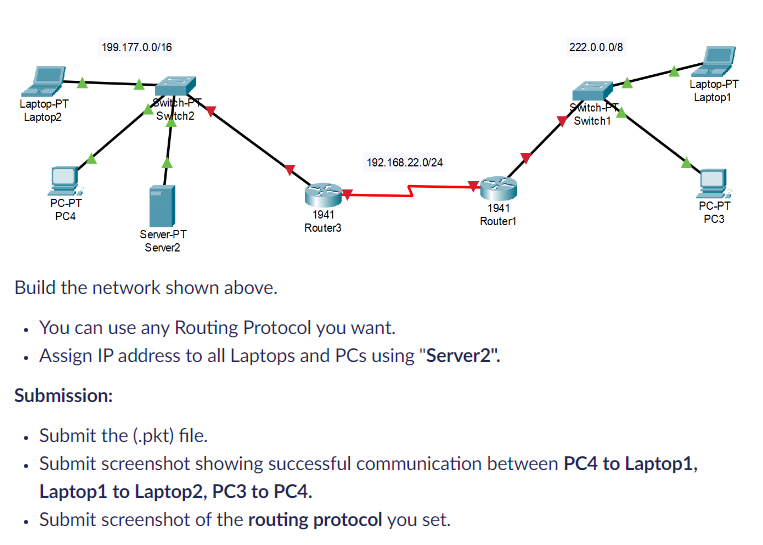 199.177.0.0/16
222.0.0.0/8
Laptop-PT
Laptop2
Switch-PT
Switch2
Switch-PT
Switch1
Laptop-PT
Laptop1
192.168.22.0/24
PC-PT
PC4
Server-PT
Server2
1941
Router3
1941
Router1
PC-PT
PC3
Build the network shown above.
• You can use any Routing Protocol you want.
• Assign IP address to all Laptops and PCs using "Server2".
Submission:
• Submit the (.pkt) file.
• Submit screenshot showing successful communication between PC4 to Laptop1,
Laptop1 to Laptop2, PC3 to PC4.
• Submit screenshot of the routing protocol you set.